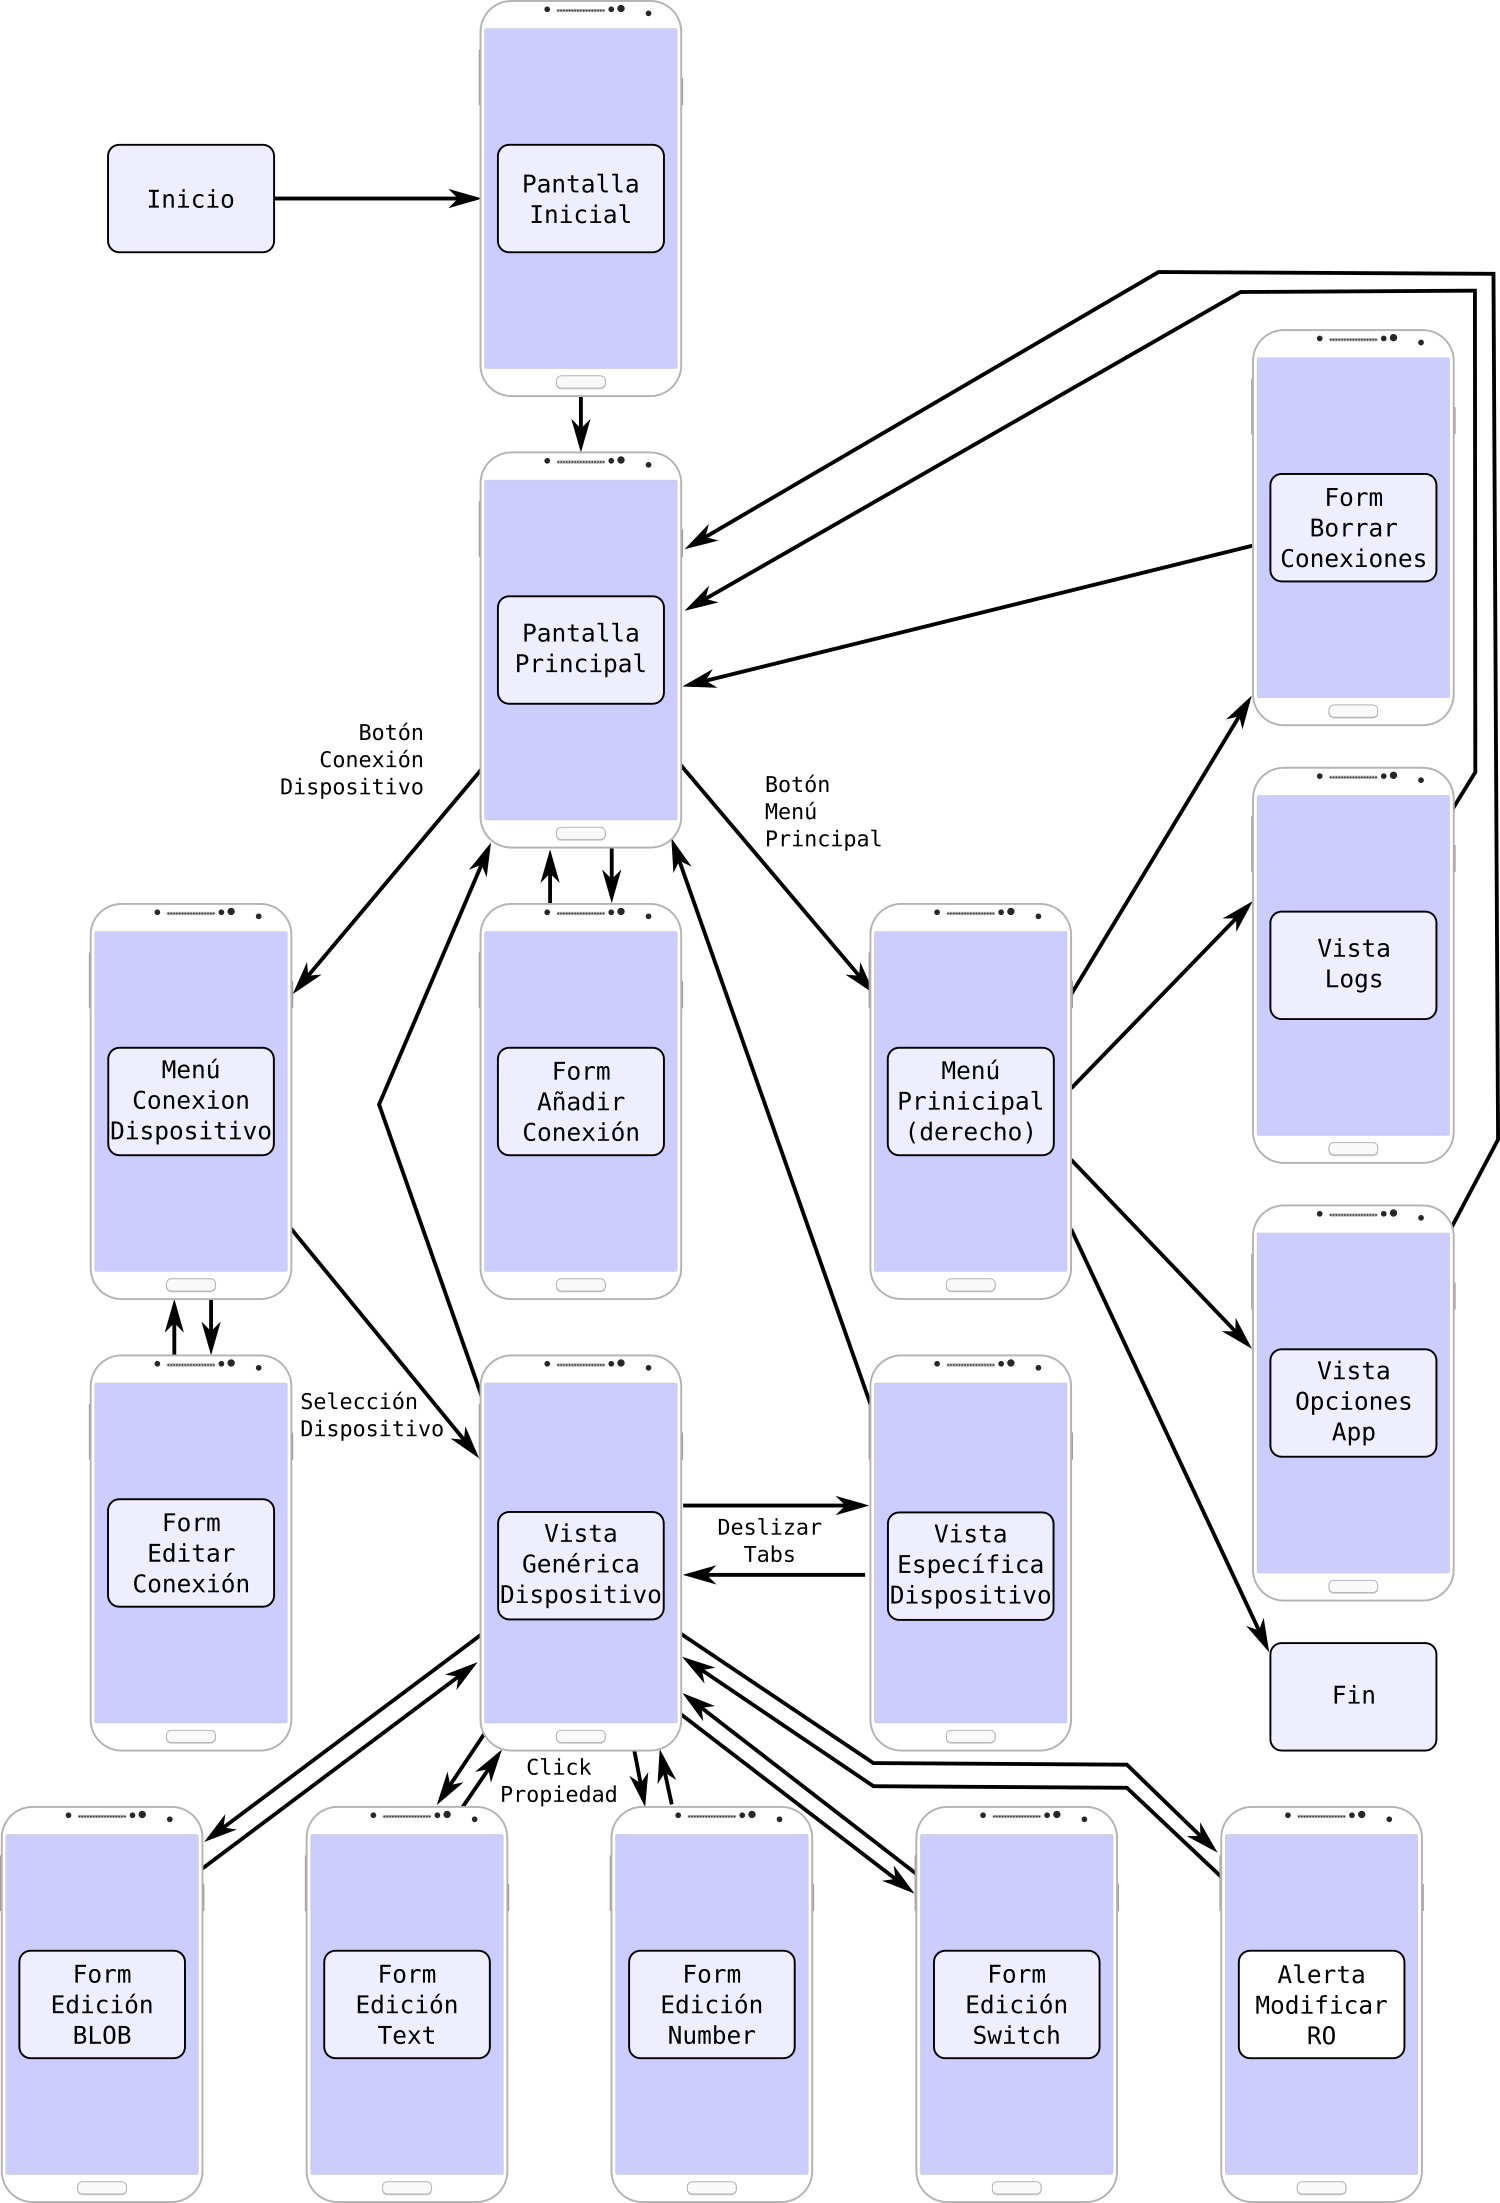 Inicio
Pantalla
Inicial
Form
Borrar
Conexiones
Pantalla
Principal
Botón
Conexión
Dispositivo
Botón
Menú
Principal
Vista
Logs
Menú
Conexion
Dispositivo
Form
Añadir
Conexión
Menú
Prinicipal
(derecho)
Vista
Opciones
App
Selección
Dispositivo
Form
Editar
Conexión
Vista
Genérica
Dispositivo
Deslizar
Tabs
Vista
Específica
Dispositivo
Fin
Click
Propiedad
Form
Edición
BLOB
Form
Edición
Text
Form
Edición
Number
Form
Edición
Switch
Alerta
Modificar
RO